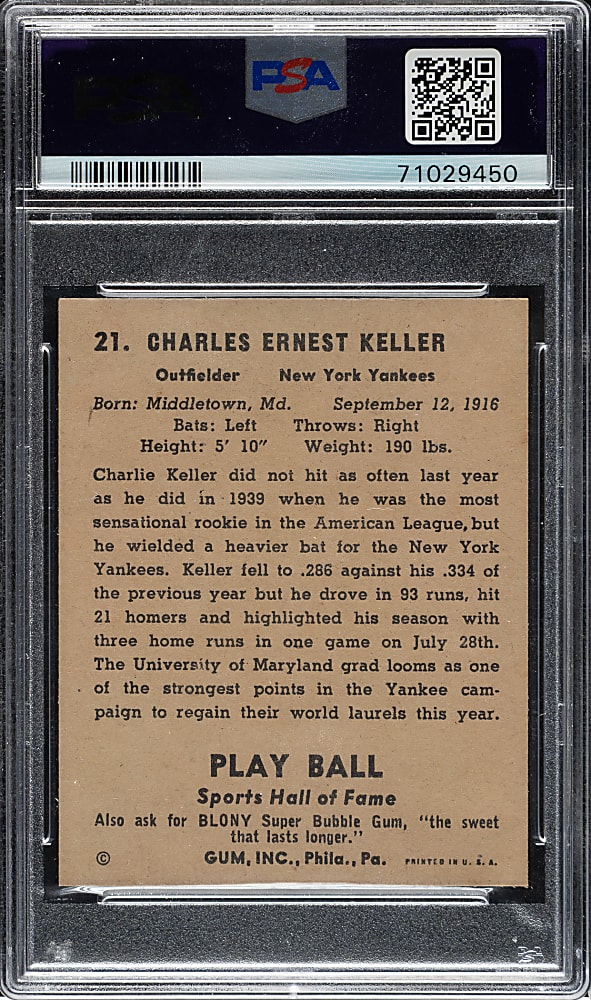 PSA
71029450
21. CHARLES ERNEST KELLER
Outfielder New York Yankees
Born: Middletown, Md. September 12, 1916
Bats: Left Throws: Right
Height: 5' 10" Weight: 190 lbs.
Charlie Keller did not hit as often last year
as he did in 1939 when he was the most
sensational rookie in the American League, but
he wielded a heavier bat for the New York
Yankees. Keller fell to .286 against his .334 of
the previous year but he drove in 93 runs, hit
21 homers and highlighted his season with
three home runs in one game on July 28th.
The University of Maryland grad looms as one
of the strongest points in the Yankee cam-
paign to regain their world laurels this year.
PLAY BALL
Sports Hall of Fame
Also ask for BLONY Super Bubble Gum, "the sweet
that lasts longer."
© GUM, INC., Phila., Pa. PRINTED IN U. S. A.